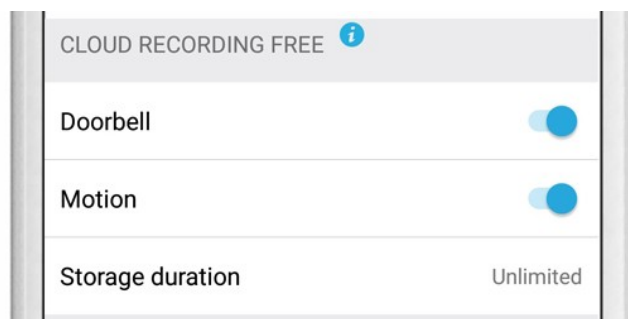 CLOUD RECORDING FREE i
Doorbell
Motion
Storage duration Unlimited